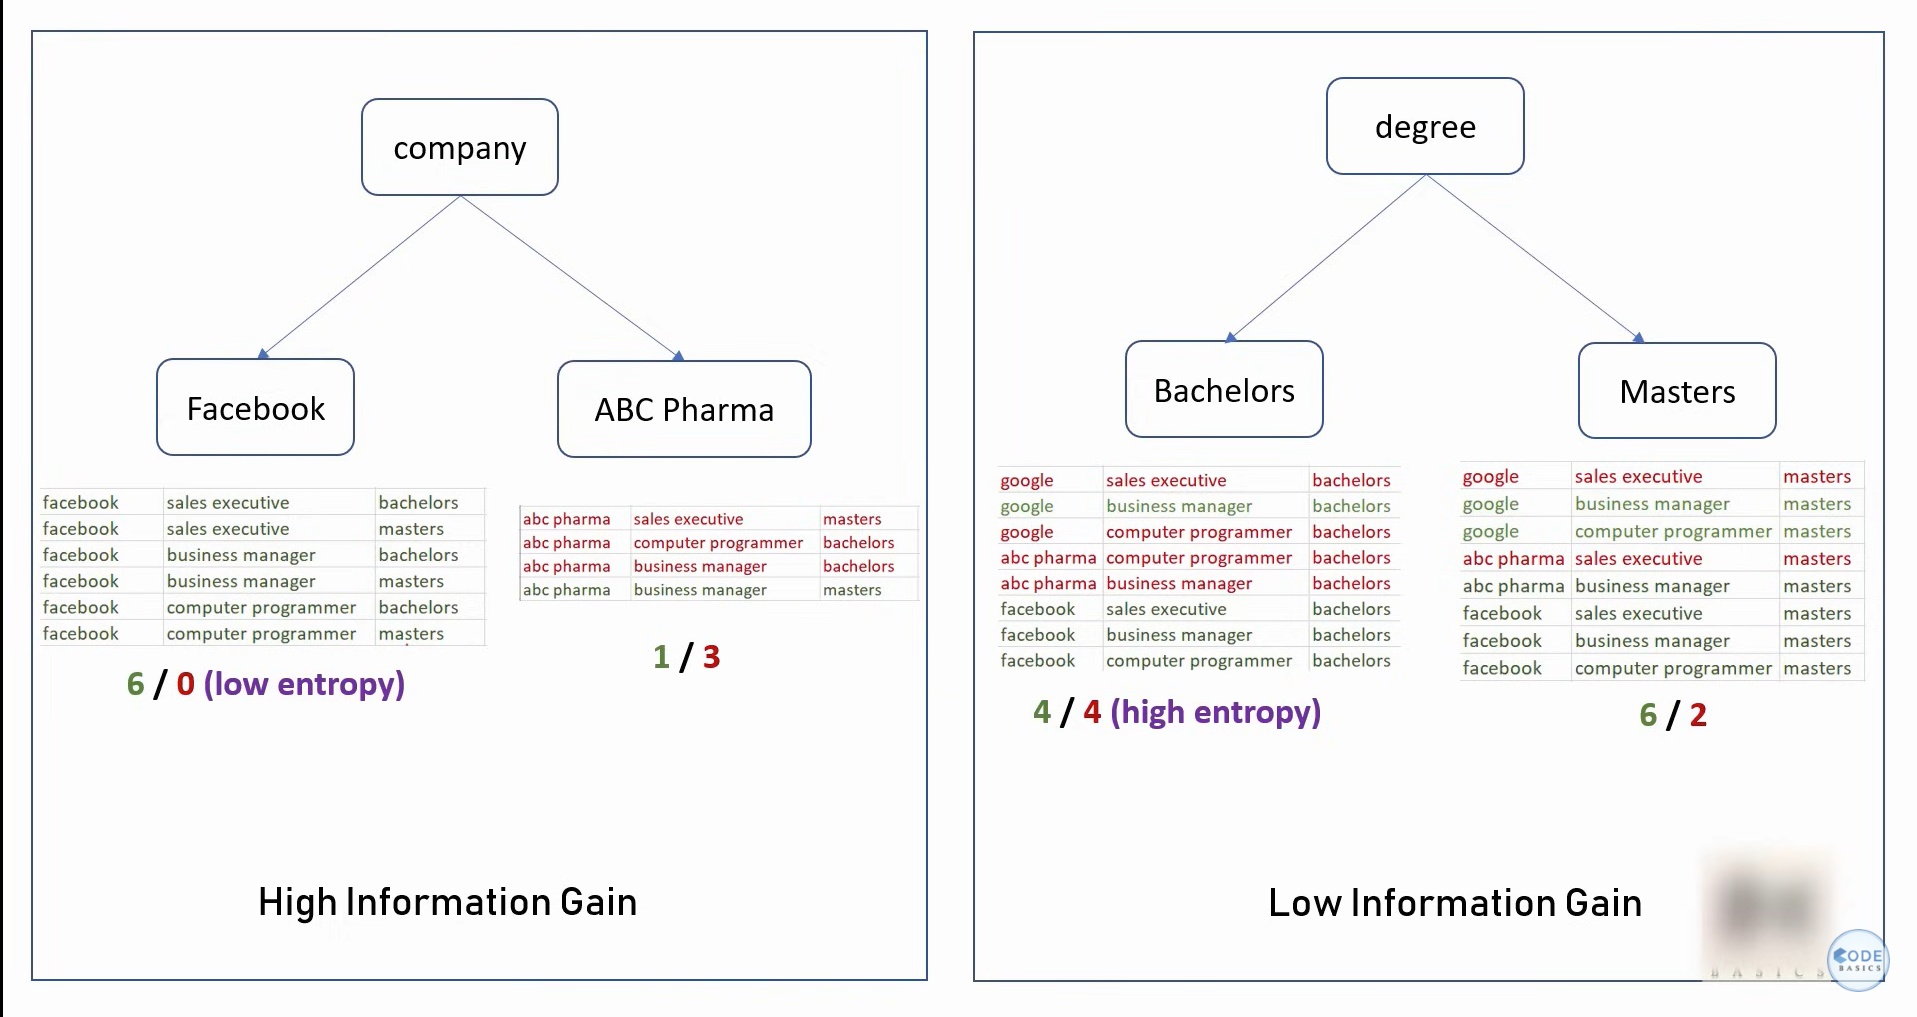 company
Facebook
ABC Pharma
facebook sales executive bachelors
facebook sales executive masters
facebook business manager bachelors
facebook business manager masters
facebook computer programmer bachelors
facebook computer programmer masters
6 / 0 (low entropy)
abc pharma sales executive masters
abc pharma computer programmer bachelors
abc pharma business manager bachelors
abc pharma business manager masters
1 / 3
High Information Gain
degree
Bachelors
Masters
google sales executive bachelors
google business manager bachelors
google computer programmer bachelors
abc pharma computer programmer bachelors
abc pharma business manager bachelors
facebook sales executive bachelors
facebook business manager bachelors
facebook computer programmer bachelors
4 / 4 (high entropy)
google sales executive masters
google business manager masters
google computer programmer masters
abc pharma sales executive masters
abc pharma business manager masters
facebook sales executive masters
facebook business manager masters
facebook computer programmer masters
6 / 2
Low Information Gain
BASICS
CODE
BASICS